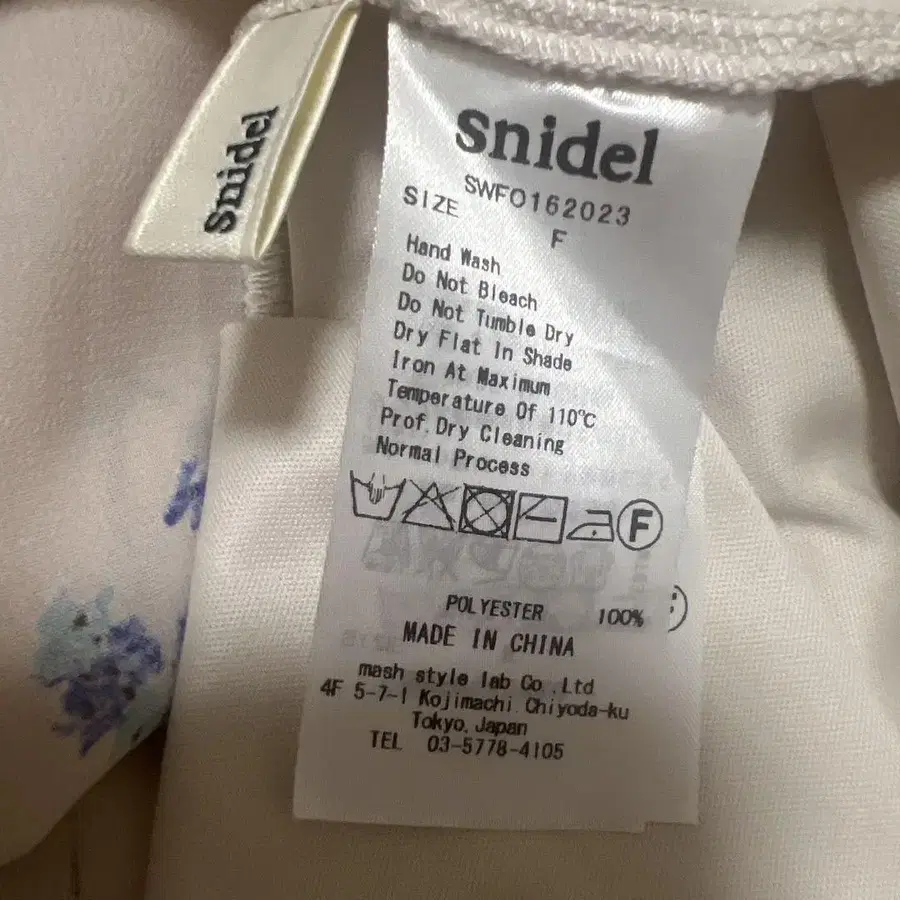 snidel
snidel
SWFO162023
SIZE
F
Hand Wash
Do Not Bleach
Do Not Tumble Dry
Dry Flat In Shade
Iron At Maximum
Temperature Of 110℃
Prof.Dry Cleaning
Normal Process
F
POLYESTER 100%
MADE IN CHINA
mash style lab Co.,Ltd
4F 5-7-1 Kojimachi Chiyoda-ku
Tokyo,Japan
TEL 03-5778-4105